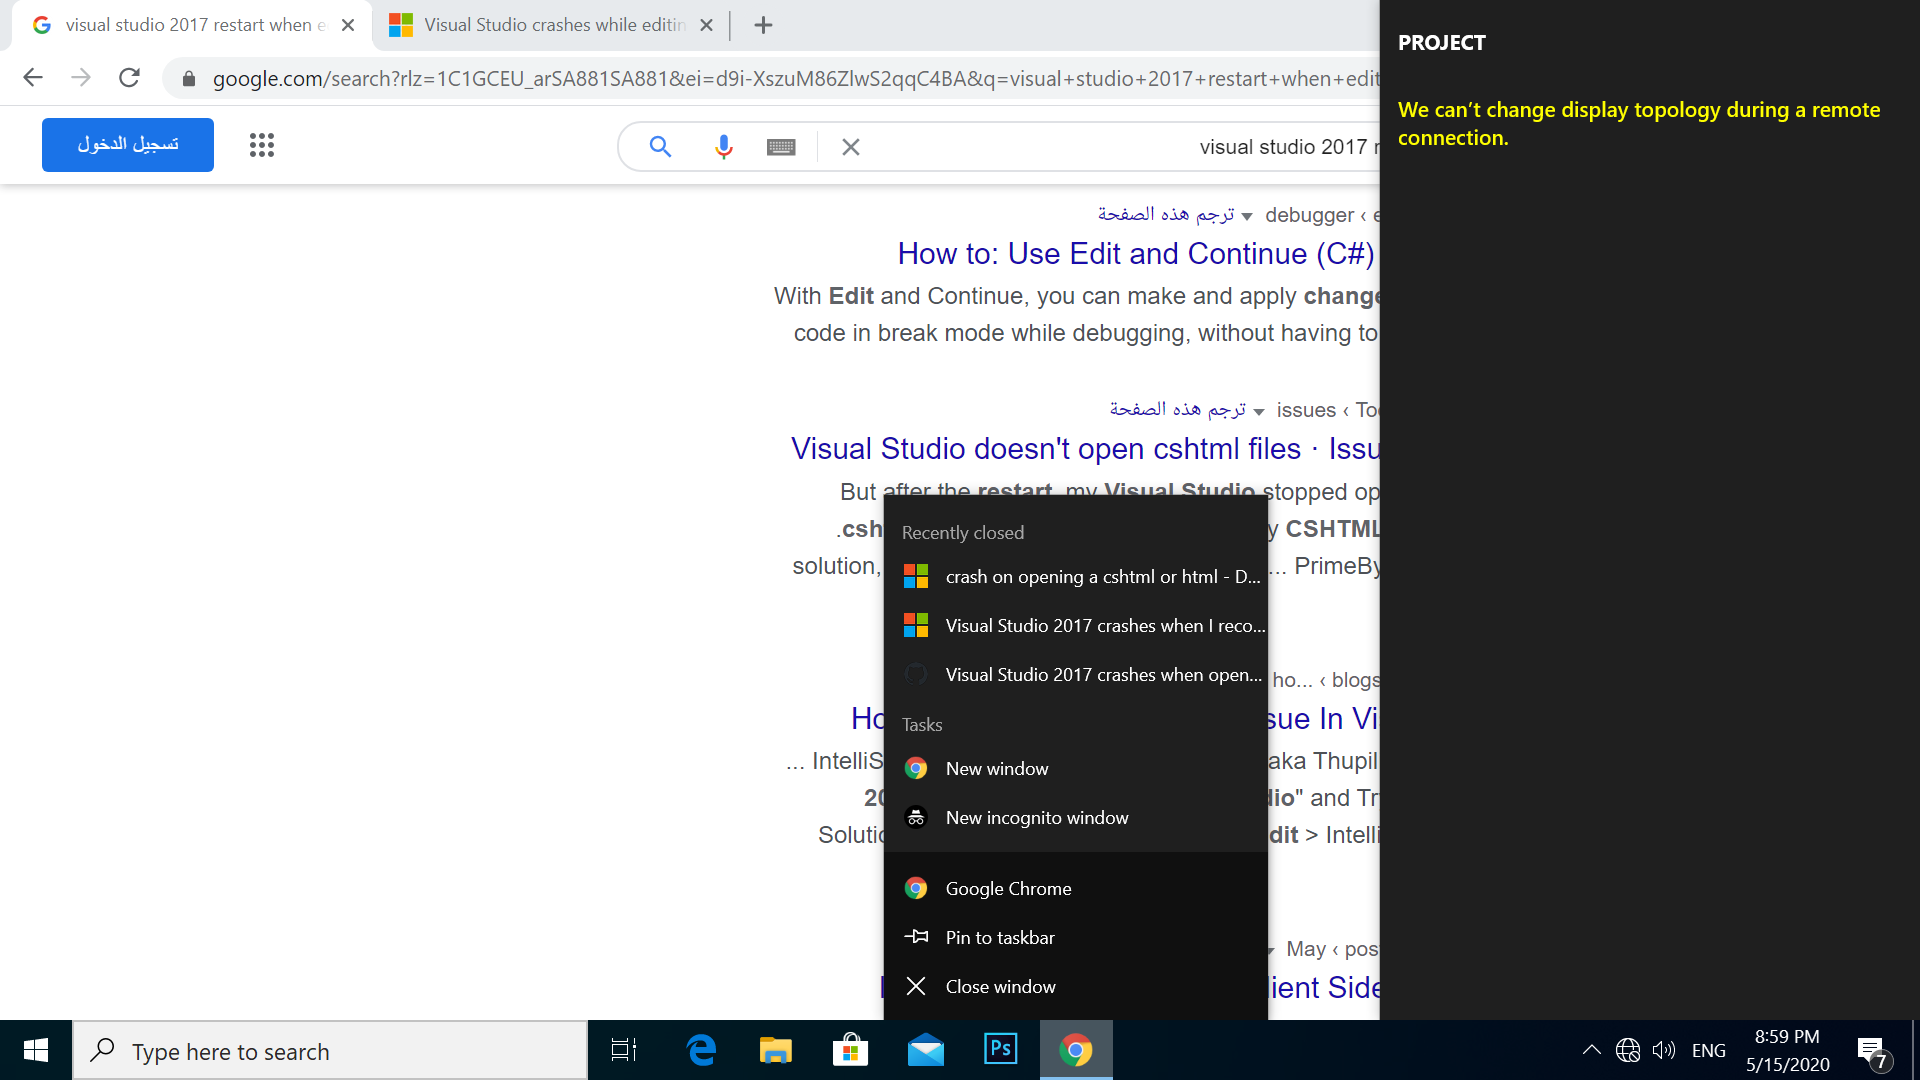 visual studio 2017 restart when e
Visual Studio crashes while editin
google.com/search?rlz=1C1GCEU_arSA881SA881&ei=d9i-XszuM86ZlwS2qqC4BA&q=visual+studio+2017+restart+when+edit
تسجيل الدخول
visual studio 2017 r
ترجم هذه الصفحة debugger ‹ e
How to: Use Edit and Continue (C#)
With Edit and Continue, you can make and apply change
code in break mode while debugging, without having to
ترجم هذه الصفحة issues ‹ Too
Visual Studio doesn't open cshtml files · Issu
But after the restart, my Visual Studio stopped op
.csh y CSHTML
solution, ... PrimeBy
ho... ‹ blogs
Ho sue In Vi
... IntelliS aka Thupil
20 dio" and Tr
Solutio dit > Intelli
May ‹ pos
lient Side
Recently closed
crash on opening a cshtml or html - D...
Visual Studio 2017 crashes when I reco...
Visual Studio 2017 crashes when open...
Tasks
New window
New incognito window
Google Chrome
Pin to taskbar
Close window
PROJECT
We can’t change display topology during a remote
connection.
Type here to search
Ps
ENG
8:59 PM
5/15/2020
7